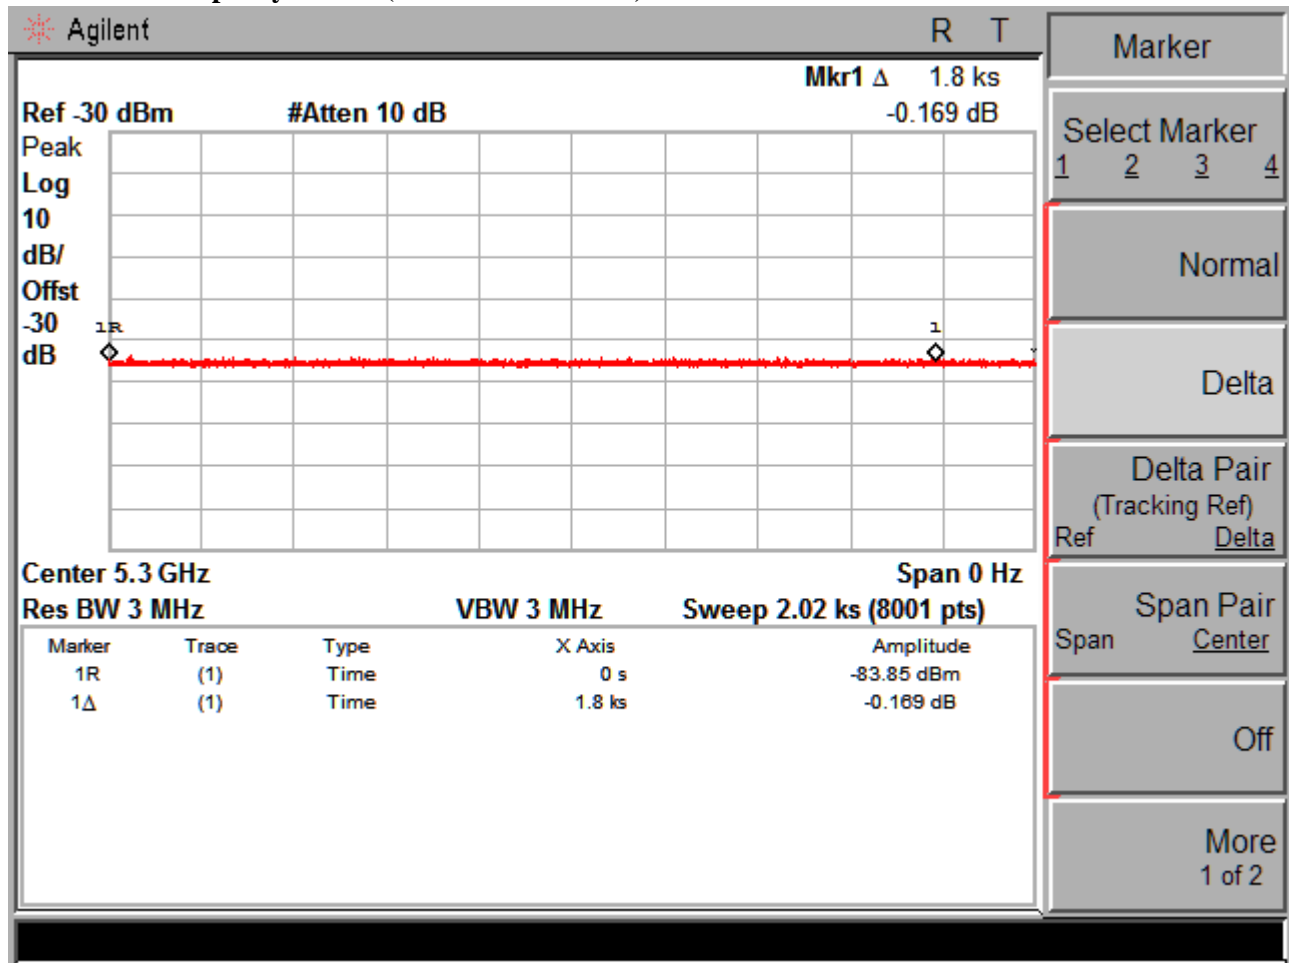 Agilent R T
Mkr1 Δ 1.8 ks
Ref -30 dBm #Atten 10 dB -0.169 dB
Peak
Log
10
dB/
Offst
-30
dB
1R
1
Center 5.3 GHz Span 0 Hz
Res BW 3 MHz VBW 3 MHz Sweep 2.02 ks (8001 pts)
Marker Trace Type X Axis Amplitude
1R (1) Time 0 s -83.85 dBm
1Δ (1) Time 1.8 ks -0.169 dB
Marker
Select Marker
1 2 3 4
Normal
Delta
Delta Pair
(Tracking Ref)
Ref Delta
Span Pair
Span Center
Off
More
1 of 2